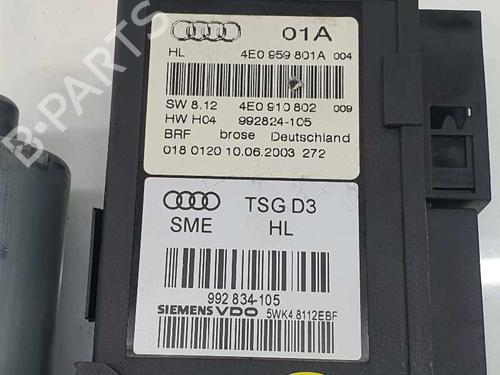 01A
HL 4E0 959 801A 004
SW 8.12 4E0 910 802 009
HW H04 992824-105
BRF brose Deutschland
018 0120 10.06.2003 272
TSG D3
SME HL
992 834-105
SIEMENS VDO 5WK4 8112EBF